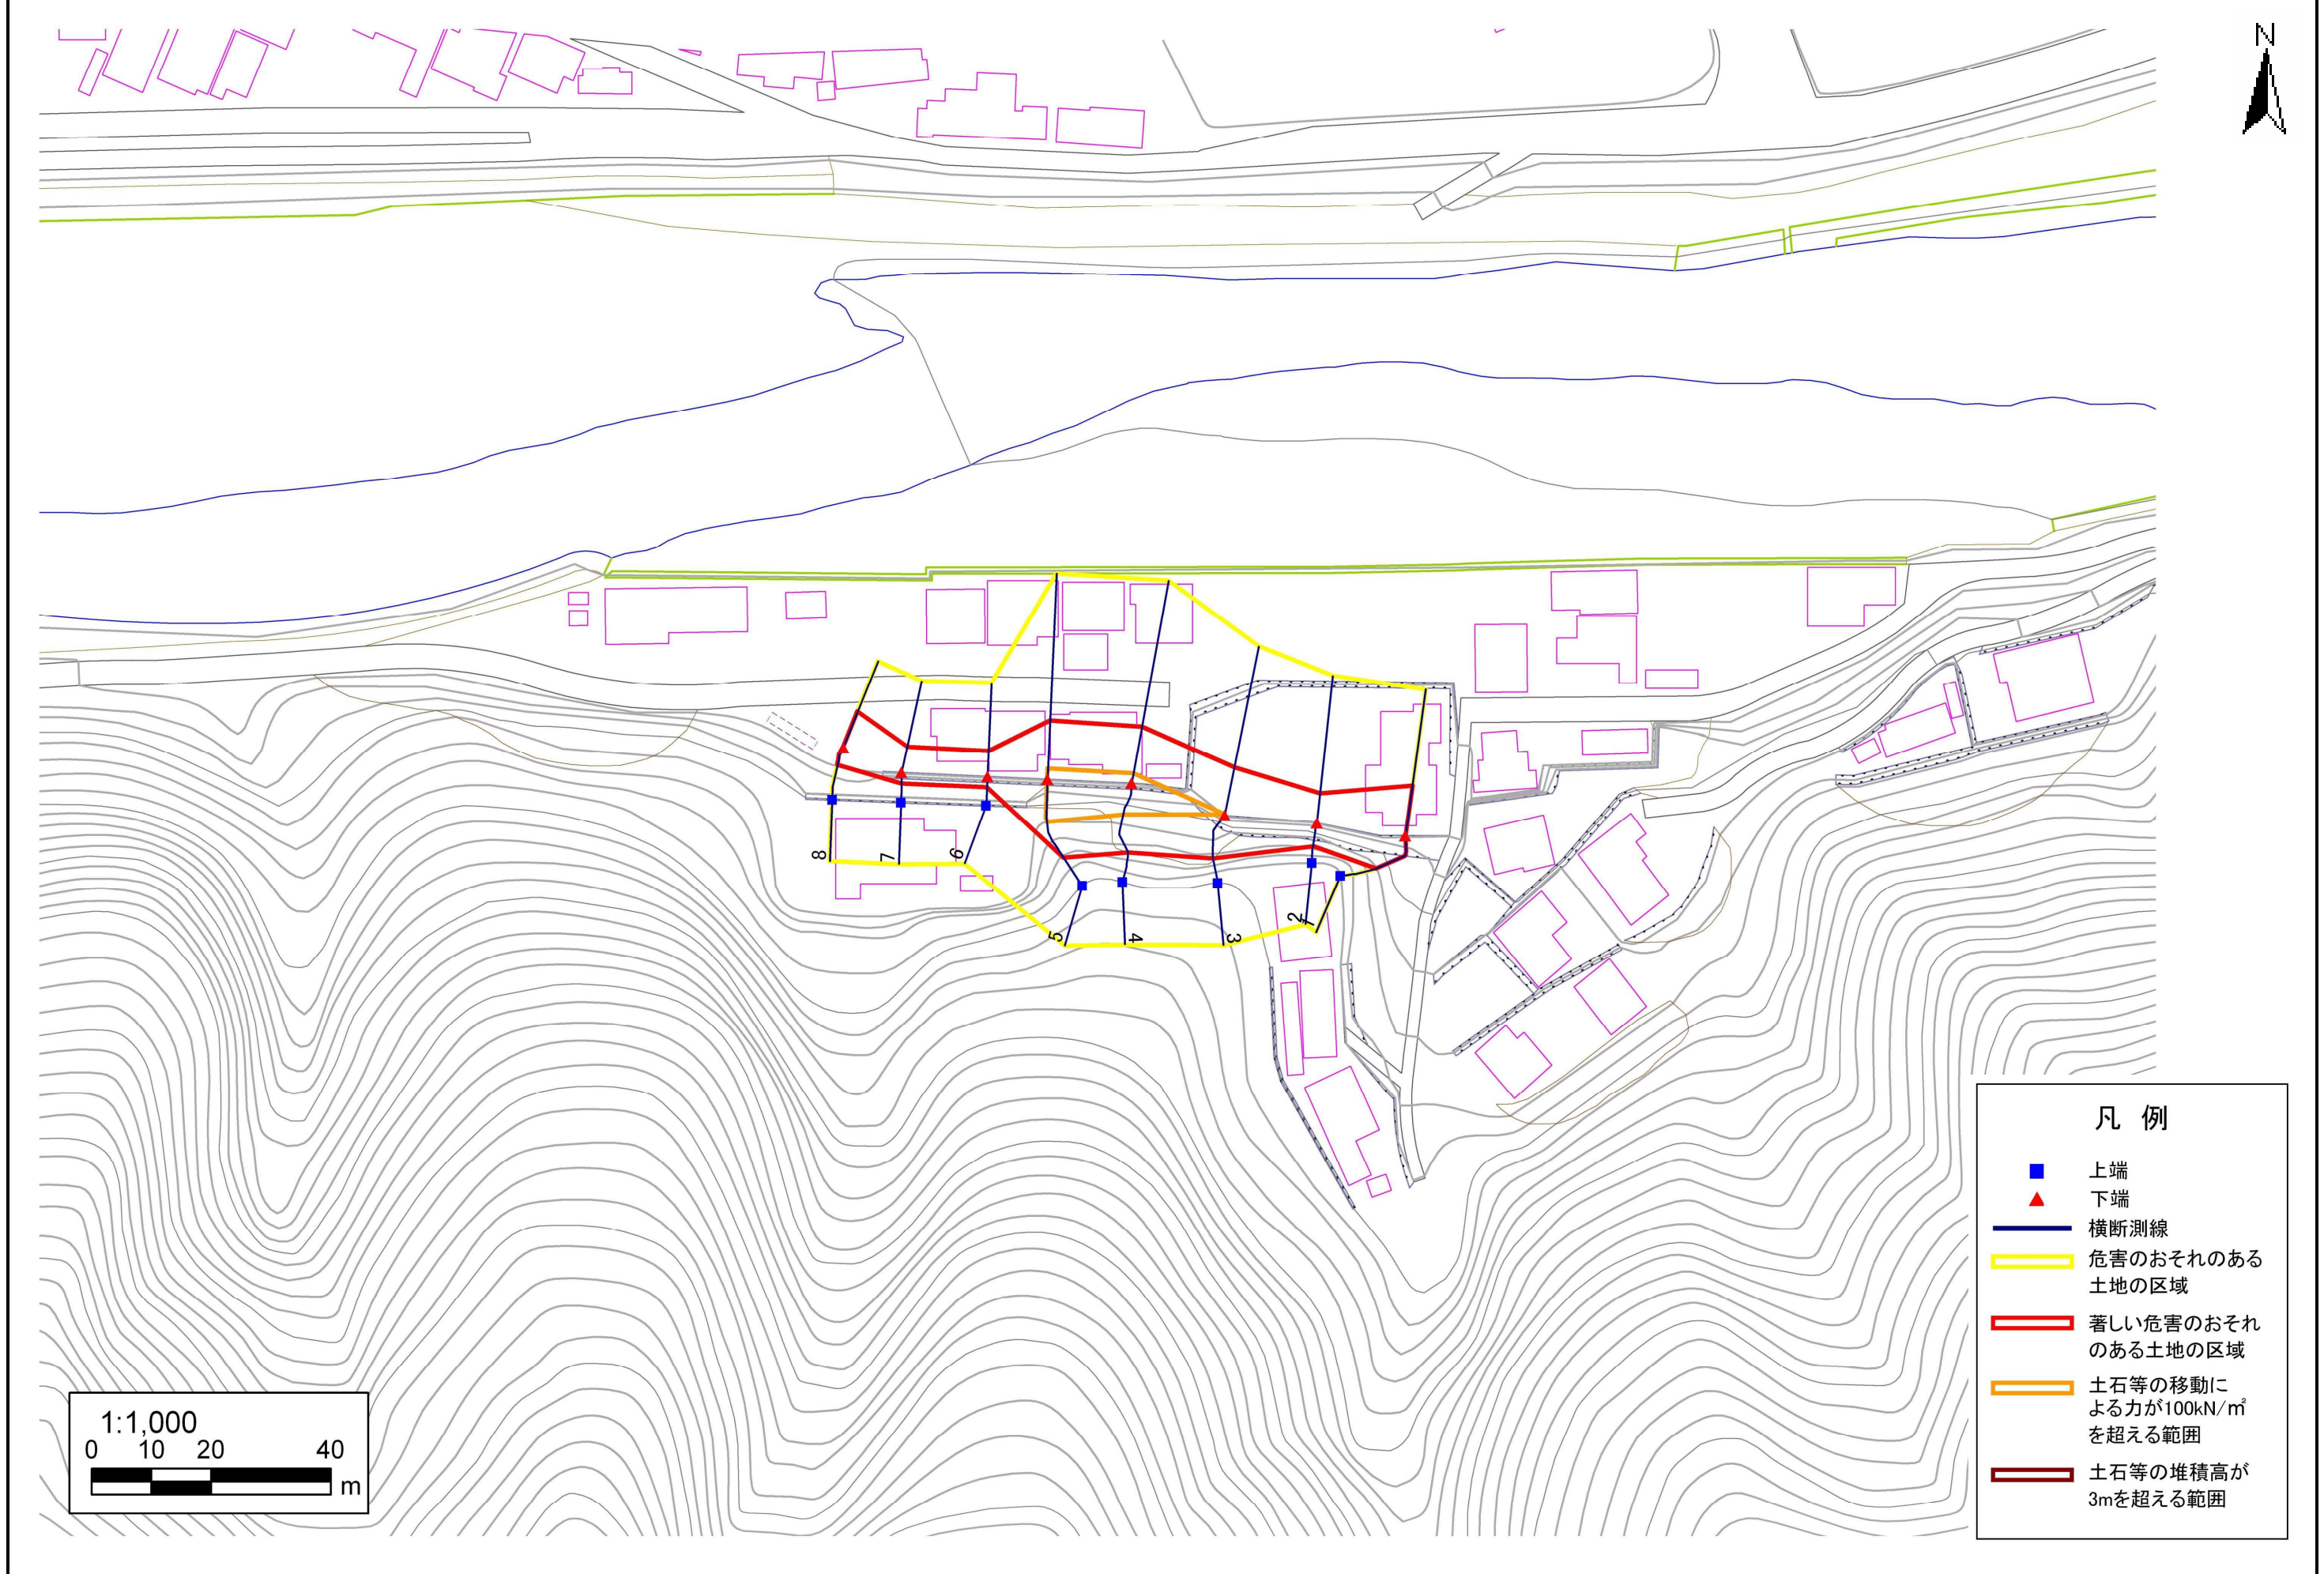 N
8
7
6
5
4
3
2
1
凡 例
上端
下端
横断測線
危害のおそれのある
土地の区域
著しい危害のおそれ
のある土地の区域
土石等の移動に
よる力が100kN/㎡
を超える範囲
土石等の堆積高が
3mを超える範囲
1:1,000
0 10 20 40
m